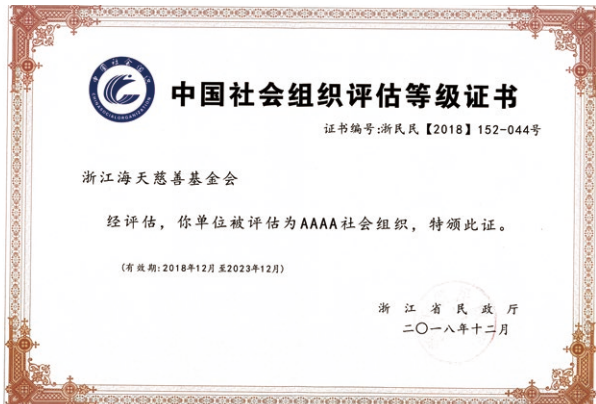 中国社会组织评估等级证书
证书编号:浙民民【2018】152-044号
浙江海天慈善基金会
经评估，你单位被评估为AAAA社会组织，特颁此证。
(有效期:2018年12月至2023年12月)
浙江省民政厅
二〇一八年十二月